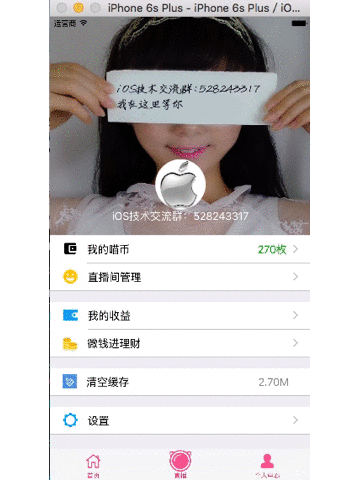 iPhone 6s Plus - iPhone 6s Plus / iO...
运营商
iOS技术交流群:528243317
我在这里等你
iOS技术交流群：528243317
我的喵币
270枚
直播间管理
我的收益
微钱进理财
清空缓存
2.70M
设置
首页
直播
个人中心